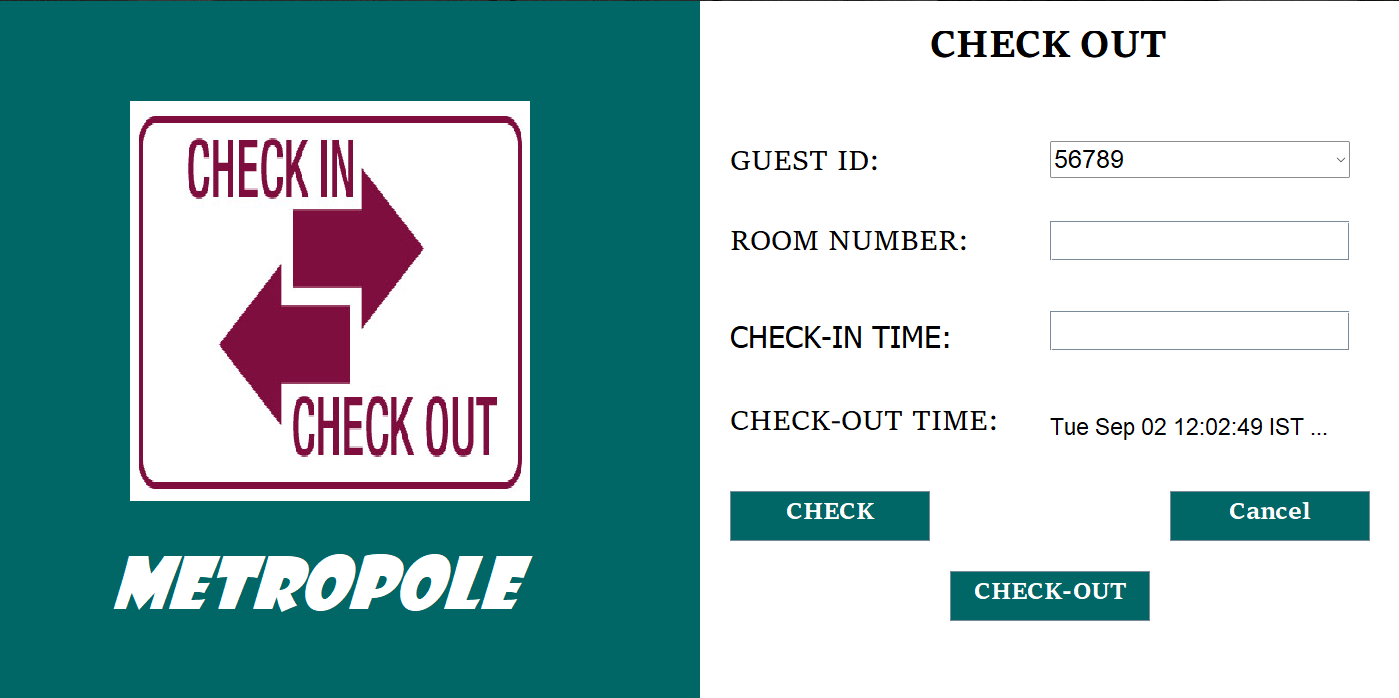 CHECK IN
CHECK OUT
METROPOLE
CHECK OUT
GUEST ID: 56789
ROOM NUMBER:
CHECK-IN TIME:
CHECK-OUT TIME: Tue Sep 02 12:02:49 IST ...
CHECK Cancel
CHECK-OUT